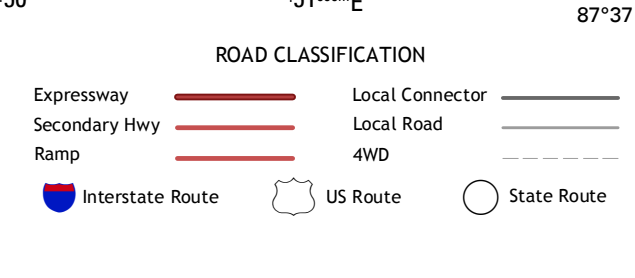 87°37
ROAD CLASSIFICATION
Expressway
Local Connector
Secondary Hwy
Local Road
Ramp
4WD
Interstate Route
US Route
State Route